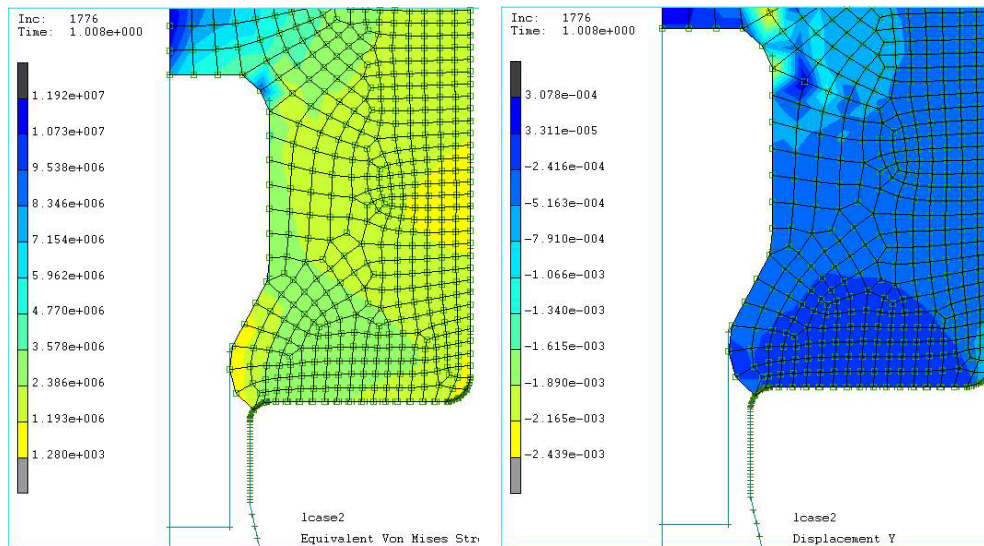 Inc: 1776
Time: 1.008e+000
1.192e+007
1.073e+007
9.538e+006
8.346e+006
7.154e+006
5.962e+006
4.770e+006
3.578e+006
2.386e+006
1.193e+006
1.280e+003
lcase2
Equivalent Von Mises Stre
Inc: 1776
Time: 1.008e+000
3.078e-004
3.311e-005
-2.416e-004
-5.163e-004
-7.910e-004
-1.066e-003
-1.340e-003
-1.615e-003
-1.890e-003
-2.165e-003
-2.439e-003
lcase2
Displacement Y